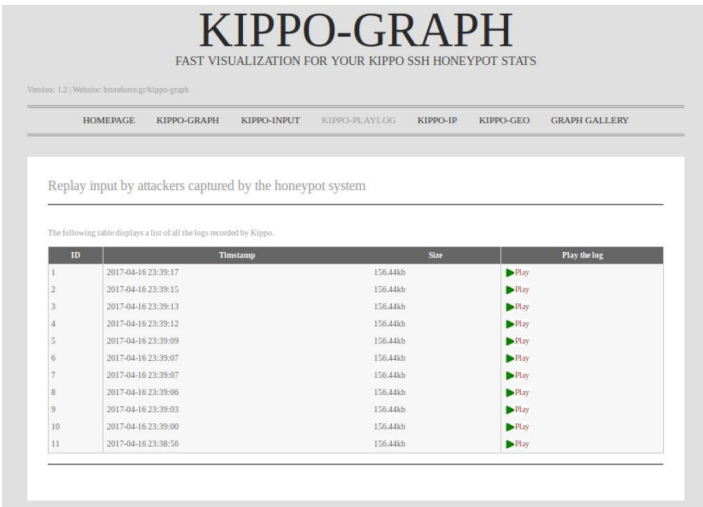 KIPPO-GRAPH
FAST VISUALIZATION FOR YOUR KIPPO SSH HONEYPOT STATS
Version: 1.2 | Website: bruteforce.gr/kippo-graph
HOMEPAGE KIPPO-GRAPH KIPPO-INPUT KIPPO-PLAYLOG KIPPO-IP KIPPO-GEO GRAPH GALLERY
Replay input by attackers captured by the honeypot system
The following table displays a list of all the logs recorded by Kippo.
ID Timstamp Size Play the log
1 2017-04-16 23:39:17 156.44kb Play
2 2017-04-16 23:39:15 156.44kb Play
3 2017-04-16 23:39:13 156.44kb Play
4 2017-04-16 23:39:12 156.44kb Play
5 2017-04-16 23:39:09 156.44kb Play
6 2017-04-16 23:39:07 156.44kb Play
7 2017-04-16 23:39:07 156.44kb Play
8 2017-04-16 23:39:06 156.44kb Play
9 2017-04-16 23:39:03 156.44kb Play
10 2017-04-16 23:39:00 156.44kb Play
11 2017-04-16 23:38:56 156.44kb Play